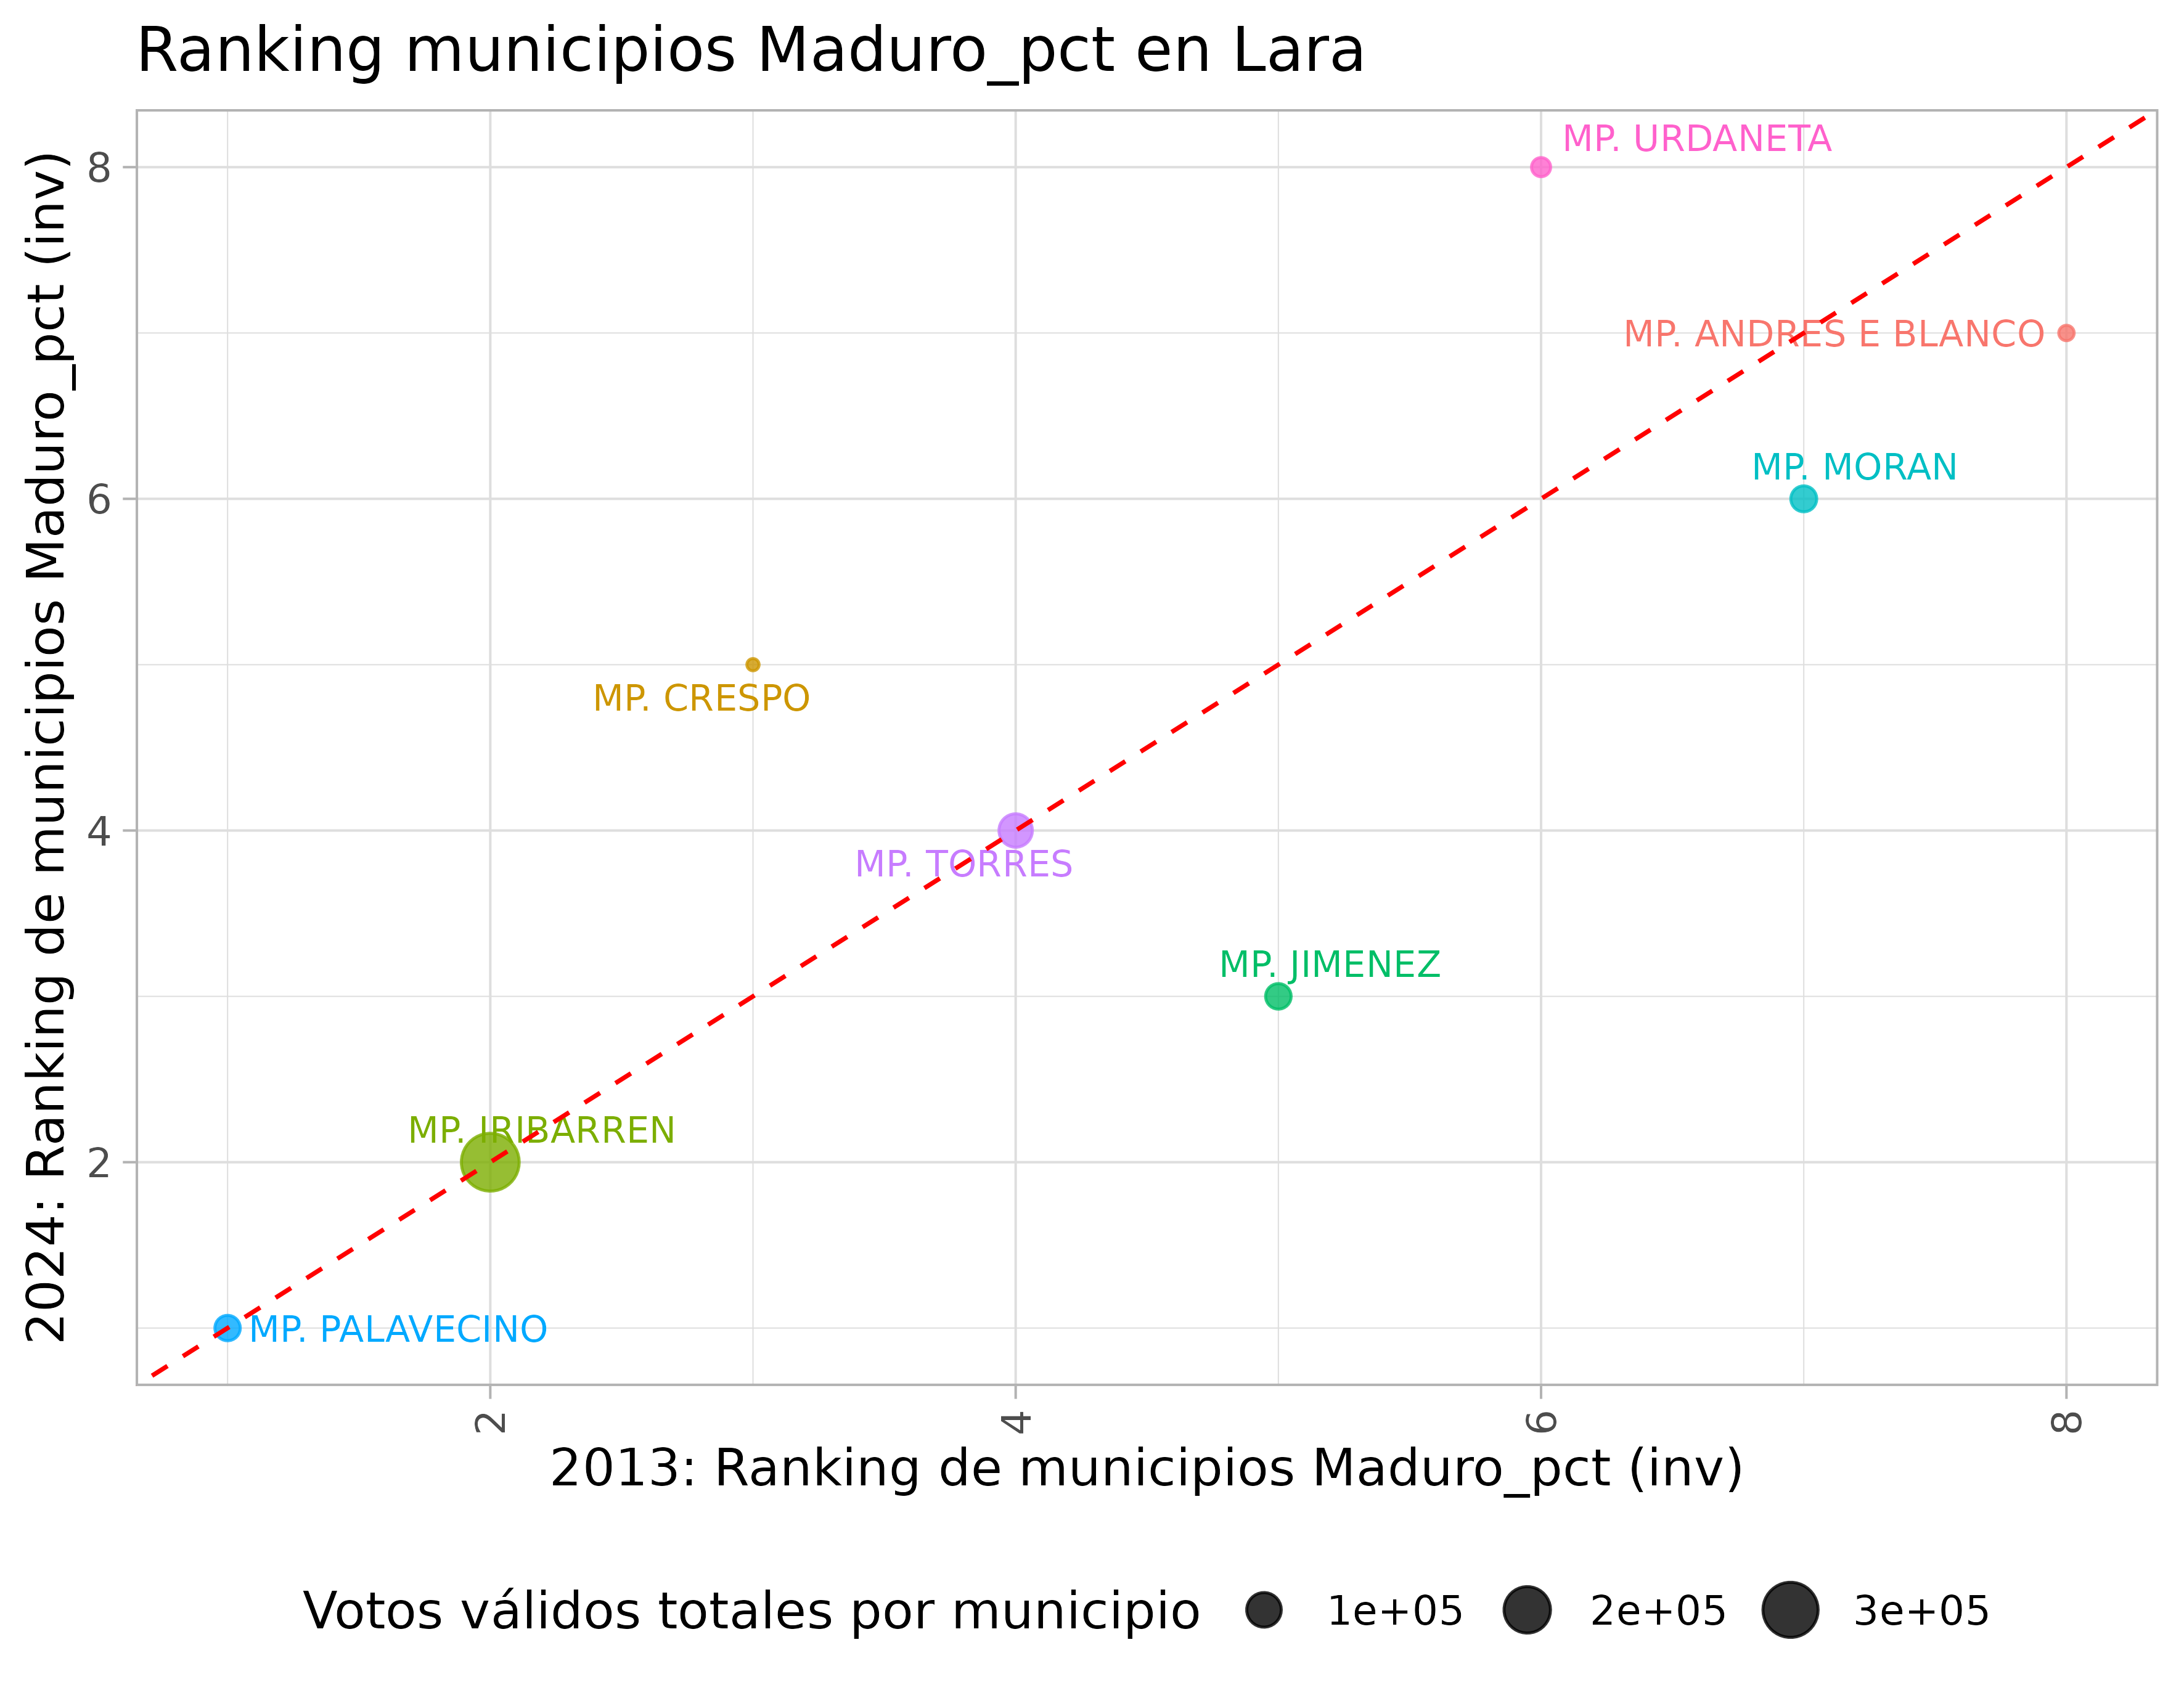 Ranking municipios Maduro_pct en Lara
2024: Ranking de municipios Maduro_pct (inv)
8
6
4
2
MP. URDANETA
MP. ANDRES E BLANCO
MP. MORAN
MP. CRESPO
MP. TORRES
MP. JIMENEZ
MP. IRIBARREN
MP. PALAVECINO
2
4
6
8
2013: Ranking de municipios Maduro_pct (inv)
Votos válidos totales por municipio 1e+05 2e+05 3e+05